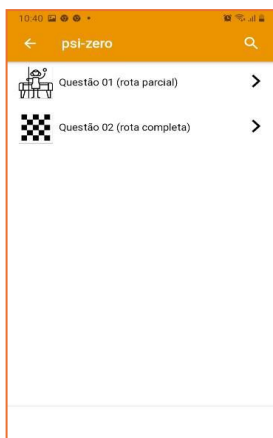 10:40
psi-zero
Questão 01 (rota parcial)
Questão 02 (rota completa)